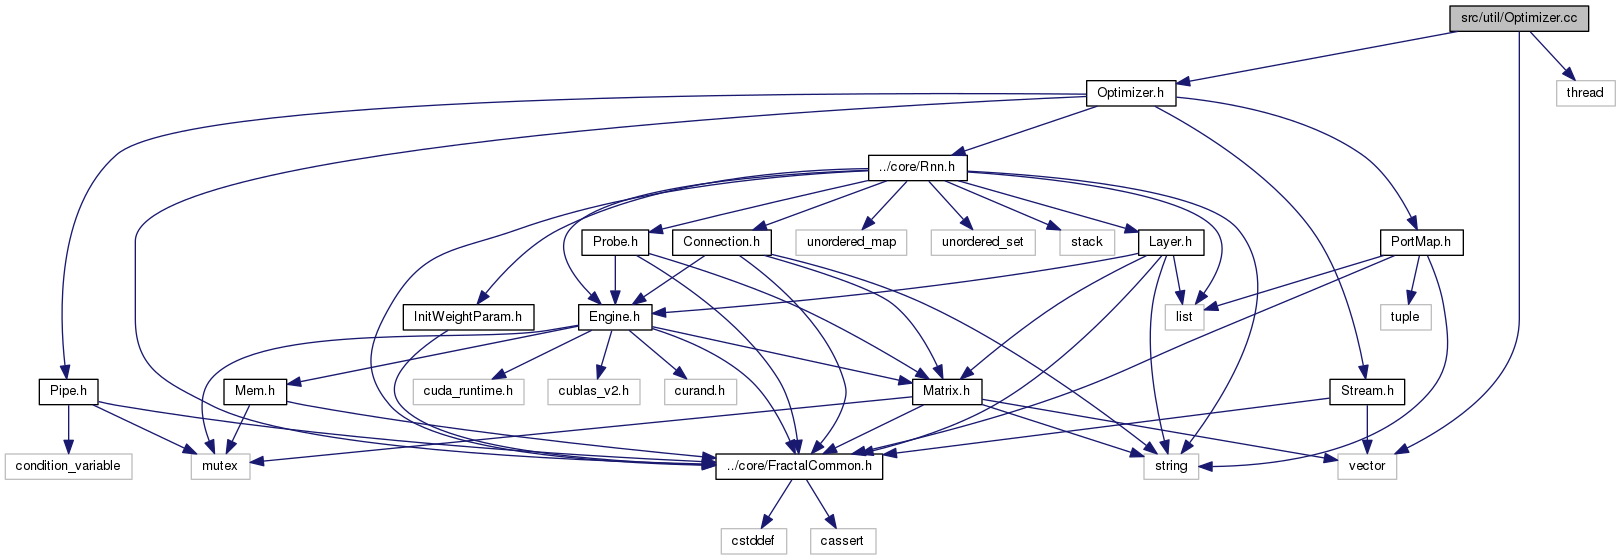 src/util/Optimizer.cc
Optimizer.h
thread
../core/Rnn.h
Probe.h
Connection.h
unordered_map
unordered_set
stack
Layer.h
PortMap.h
InitWeightParam.h
Engine.h
list
tuple
Pipe.h
Mem.h
cuda_runtime.h
cublas_v2.h
curand.h
Matrix.h
Stream.h
condition_variable
mutex
../core/FractalCommon.h
string
vector
cstddef
cassert